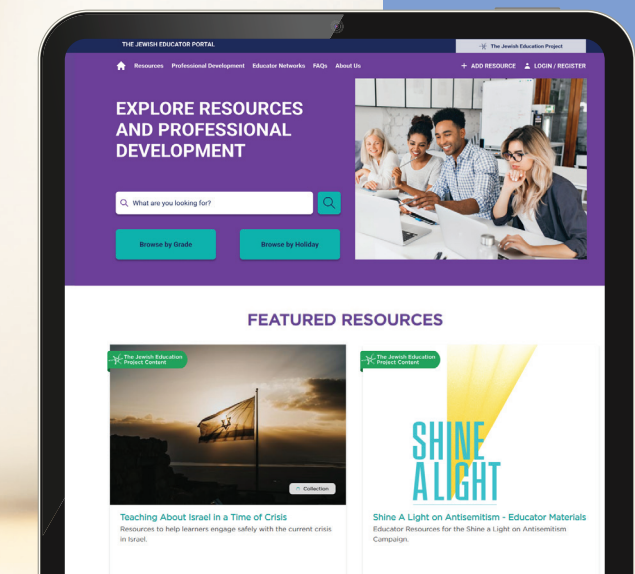 THE JEWISH EDUCATOR PORTAL
The Jewish Education Project
Resources Professional Development Educator Networks FAQs About Us
+ ADD RESOURCE LOGIN / REGISTER
EXPLORE RESOURCES
AND PROFESSIONAL
DEVELOPMENT
What are you looking for?
Browse by Grade
Browse by Holiday
FEATURED RESOURCES
The Jewish Education
Project Content
Collection
Teaching About Israel in a Time of Crisis
Resources to help learners engage safely with the current crisis
in Israel.
The Jewish Education
Project Content
SHINE
A LIGHT
Shine A Light on Antisemitism - Educator Materials
Educator Resources for the Shine a Light on Antisemitism
Campaign.